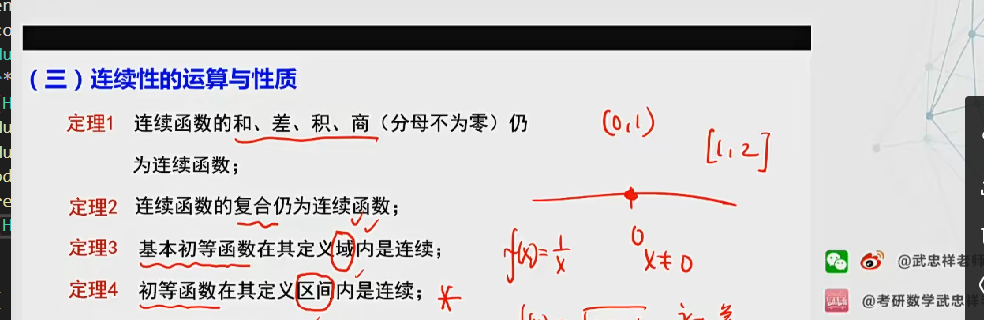 （三）连续性的运算与性质
定理1 连续函数的和、差、积、商（分母不为零）仍
为连续函数；
(0,1)
[1,2]
定理2 连续函数的复合仍为连续函数；
0
定理3 基本初等函数在其定义域内是连续；
f(x)=1/x
x≠0
@武忠祥老师
定理4 初等函数在其定义区间内是连续；
@考研数学武忠祥